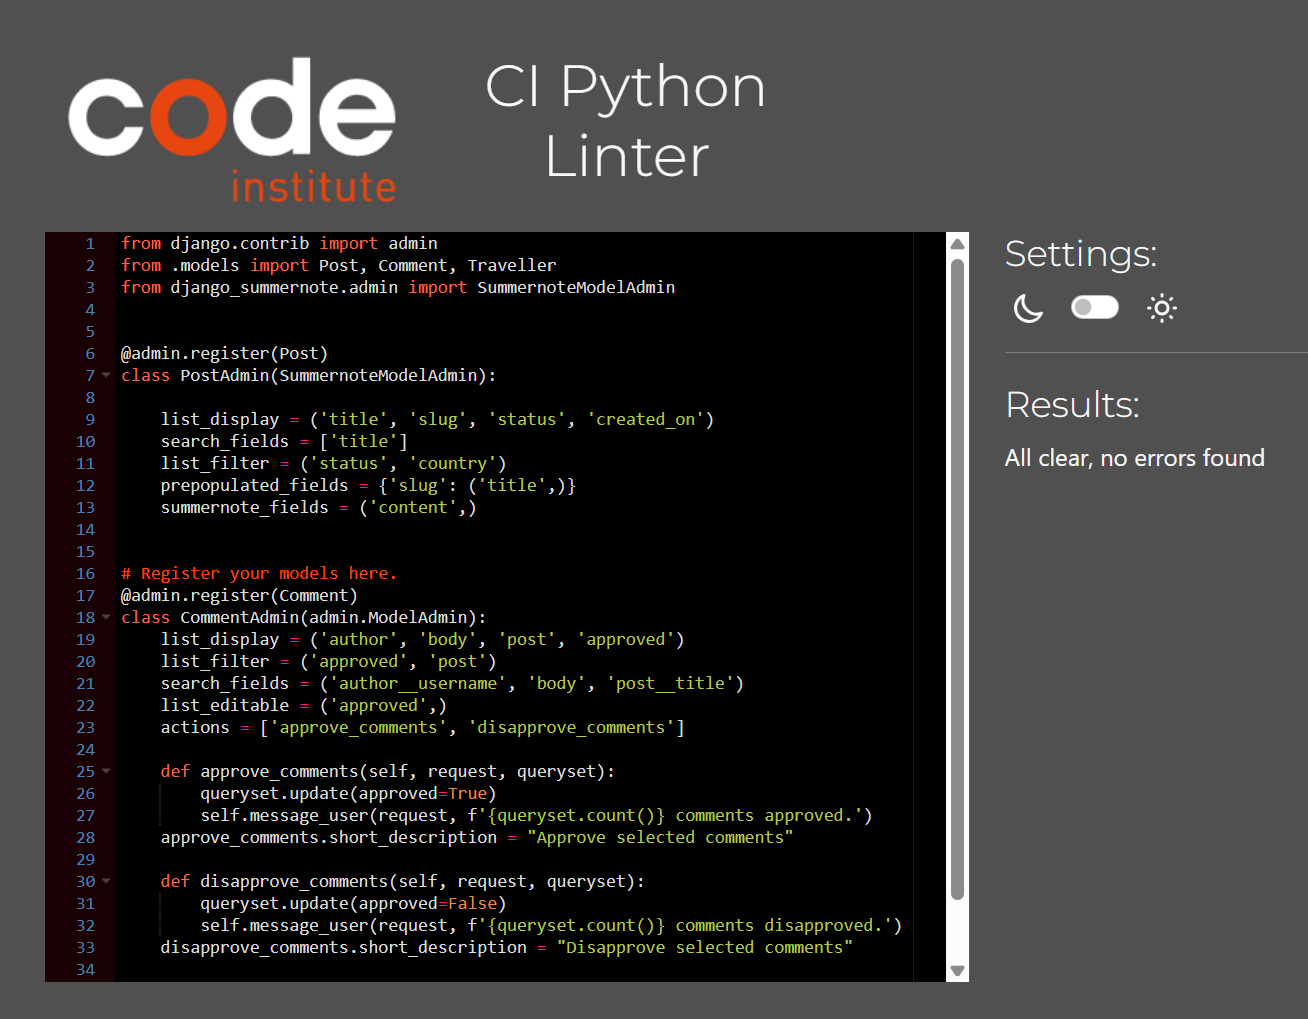 code
institute
CI Python
Linter
1 from django.contrib import admin
2 from .models import Post, Comment, Traveller
3 from django_summernote.admin import SummernoteModelAdmin
4
5
6 @admin.register(Post)
7 class PostAdmin(SummernoteModelAdmin):
8
9     list_display = ('title', 'slug', 'status', 'created_on')
10     search_fields = ['title']
11     list_filter = ('status', 'country')
12     prepopulated_fields = {'slug': ('title',)}
13     summernote_fields = ('content',)
14
15
16 # Register your models here.
17 @admin.register(Comment)
18 class CommentAdmin(admin.ModelAdmin):
19     list_display = ('author', 'body', 'post', 'approved')
20     list_filter = ('approved', 'post')
21     search_fields = ('author__username', 'body', 'post__title')
22     list_editable = ('approved',)
23     actions = ['approve_comments', 'disapprove_comments']
24
25     def approve_comments(self, request, queryset):
26         queryset.update(approved=True)
27         self.message_user(request, f'{queryset.count()} comments approved.')
28     approve_comments.short_description = "Approve selected comments"
29
30     def disapprove_comments(self, request, queryset):
31         queryset.update(approved=False)
32         self.message_user(request, f'{queryset.count()} comments disapproved.')
33     disapprove_comments.short_description = "Disapprove selected comments"
34
Settings:
Results:
All clear, no errors found